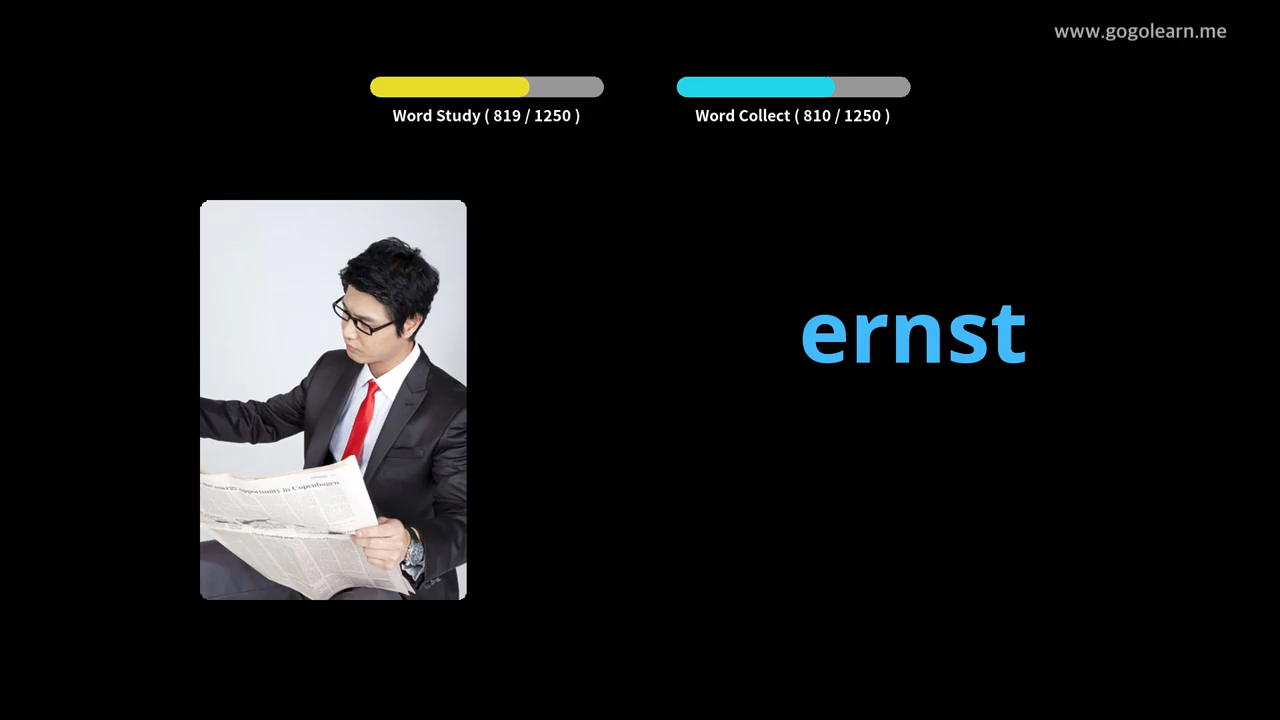 www.gogolearn.me
Word Study ( 819 / 1250 )
Word Collect ( 810 / 1250 )
ernst
opportunity in Copenhagen